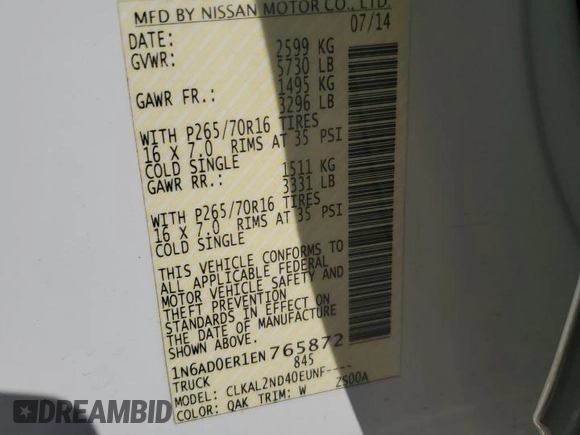 MFD BY NISSAN MOTOR CO., LTD.
DATE: 07/14
GVWR: 2599 KG
5730 LB
GAWR FR.: 1495 KG
3296 LB
WITH P265/70R16 TIRES
16 X 7.0 RIMS AT 35 PSI
COLD SINGLE
GAWR RR.: 1511 KG
3331 LB
WITH P265/70R16 TIRES
16 X 7.0 RIMS AT 35 PSI
COLD SINGLE
THIS VEHICLE CONFORMS TO
ALL APPLICABLE FEDERAL
MOTOR VEHICLE SAFETY AND
THEFT PREVENTION
STANDARDS IN EFFECT ON
THE DATE OF MANUFACTURE
SHOWN ABOVE.
1N6AD0ER1EN765872
TRUCK 845
MODEL: CLKAL2ND40EUNF----
COLOR: QAK TRIM: W ZS00A
DREAMBID